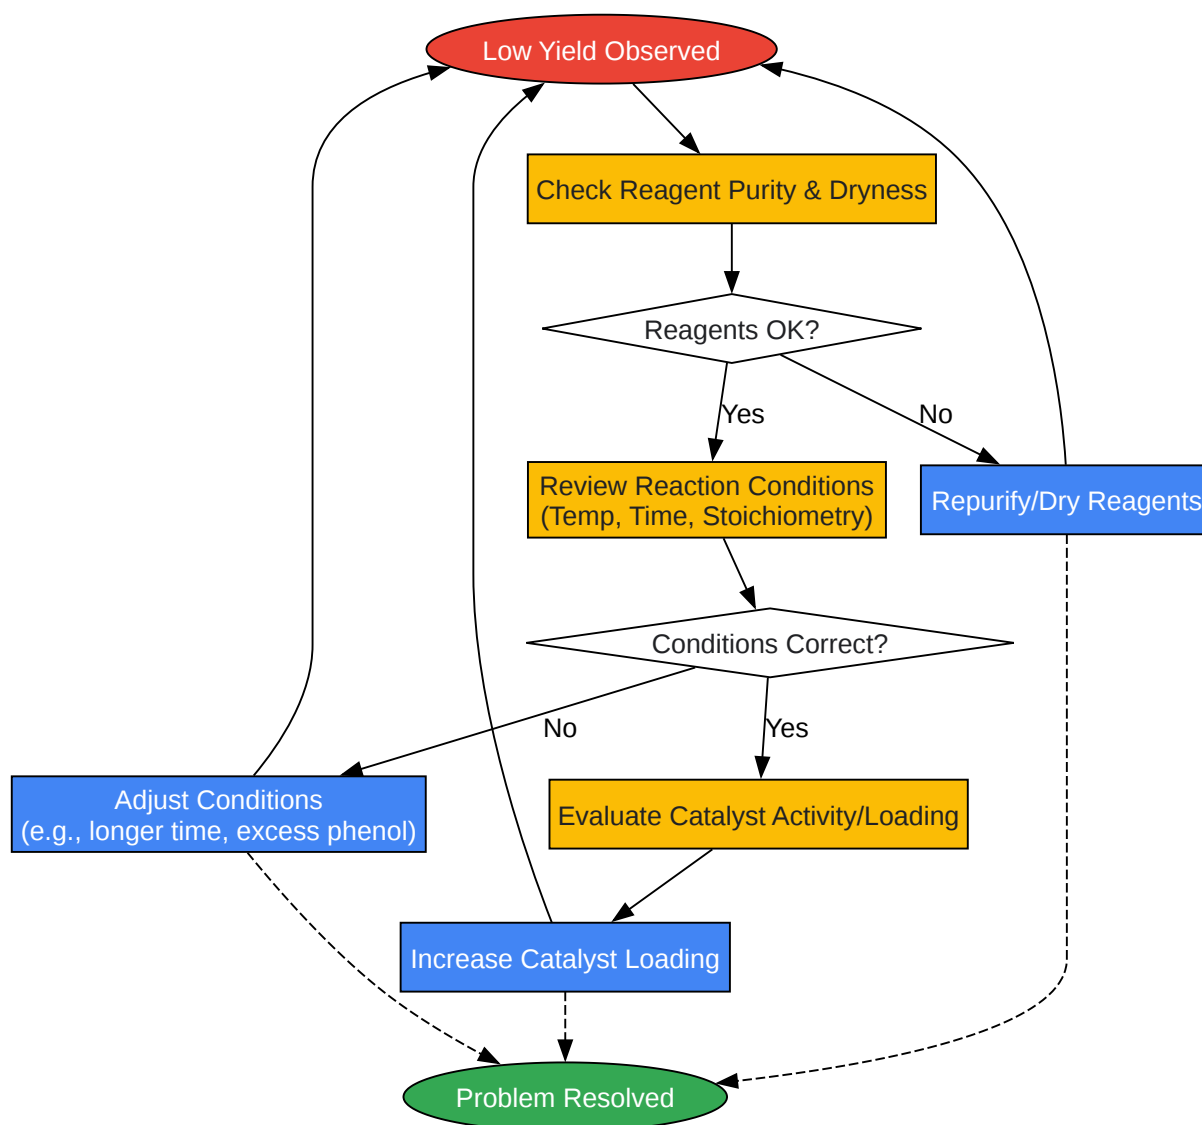 Low Yield Observed
Check Reagent Purity & Dryness
Reagents OK?
Yes
No
Review Reaction Conditions
(Temp, Time, Stoichiometry)
Repurify/Dry Reagents
Conditions Correct?
No
Yes
Adjust Conditions
(e.g., longer time, excess phenol)
Evaluate Catalyst Activity/Loading
Increase Catalyst Loading
Problem Resolved